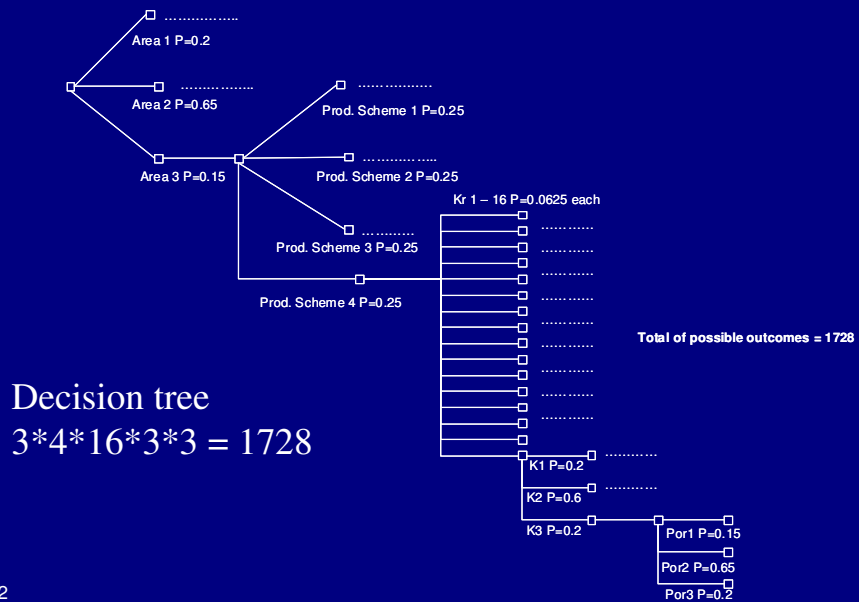 ………………..
Area 1 P=0.2
……………..
Area 2 P=0.65
Area 3 P=0.15
………………
Prod. Scheme 1 P=0.25
………………..
Prod. Scheme 2 P=0.25
………..
Prod. Scheme 3 P=0.25
Prod. Scheme 4 P=0.25
Kr 1 – 16 P=0.0625 each
…………
…………
…………
…………
…………
…………
…………
…………
…………
Total of possible outcomes = 1728
Decision tree
3*4*16*3*3 = 1728
K1 P=0.2
…………
K2 P=0.6
…………
K3 P=0.2
Por1 P=0.15
Por2 P=0.65
Por3 P=0.2
2